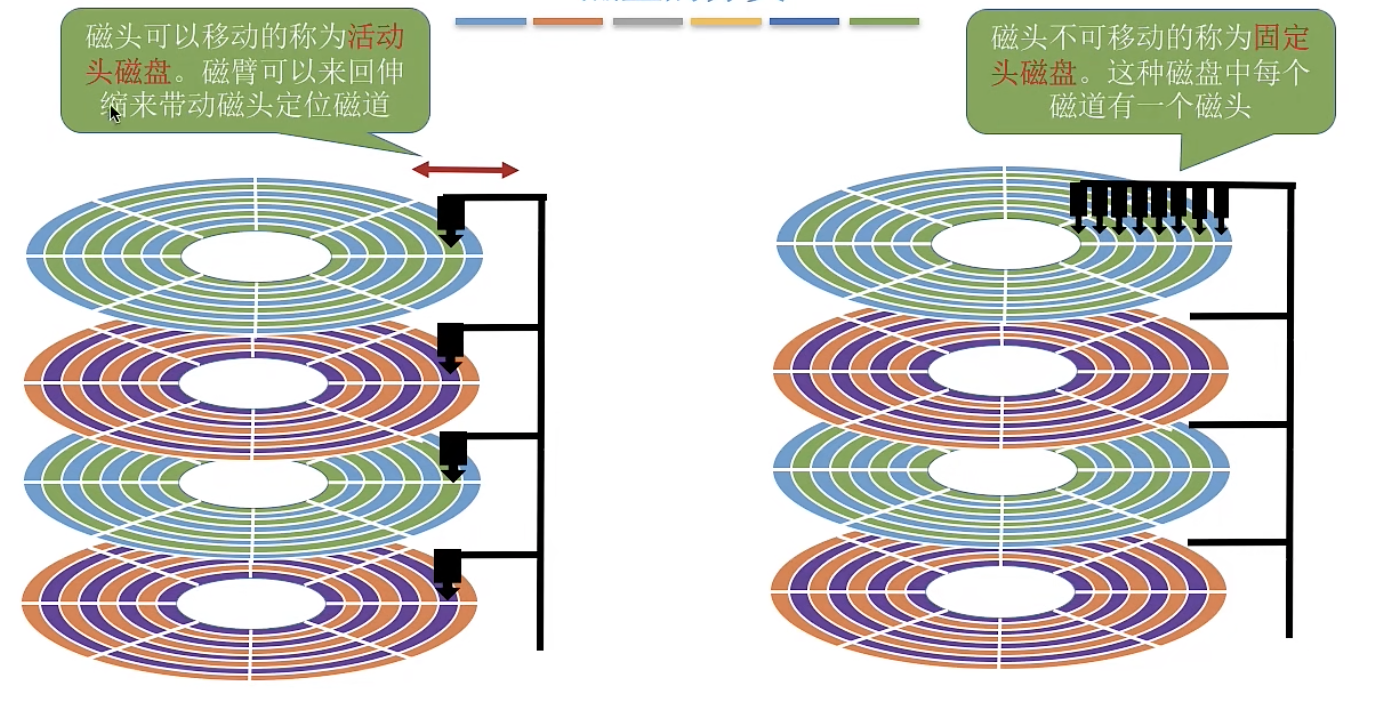 磁头可以移动的称为活动
头磁盘。磁臂可以来回伸
缩来带动磁头定位磁道
磁头不可移动的称为固定
头磁盘。这种磁盘中每个
磁道有一个磁头